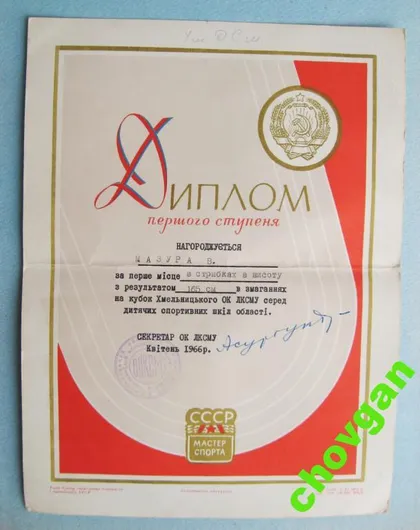 Диплом
першого ступеня
НАГОРОДЖУЄТЬСЯ
МАЗУРА В.
за перше місце в стрибках в висоту
з результатом 165 см в змаганнях
на кубок Хмельницького ОК ЛКСМУ серед
дитячих спортивних шкіл області.
СЕКРЕТАР ОК ЛКСМУ
Квітень 1966р.
СССР
МАСТЕР
СПОРТА
chovgan